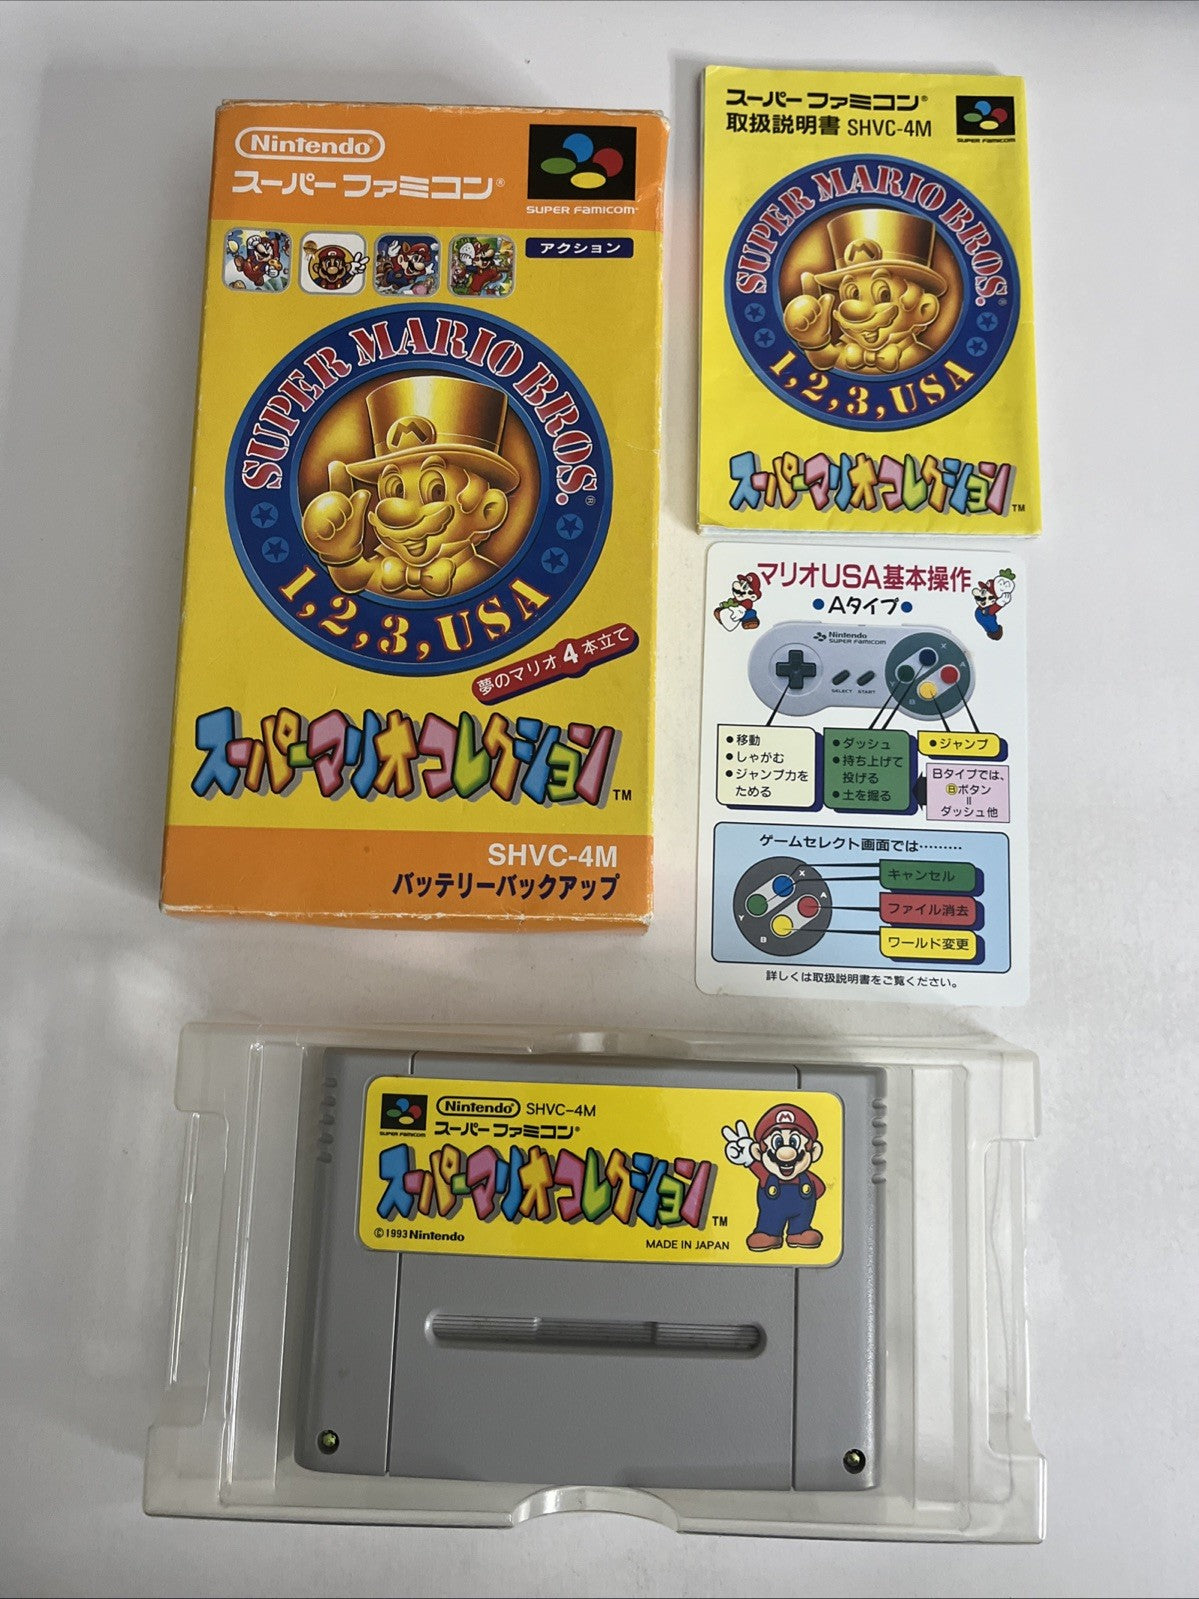 Nintendo®
スーパーファミコン®
SUPER FAMICOM™
アクション
SUPER MARIO BROS.®
1, 2, 3, USA
夢のマリオ4本立て
スーパーマリオコレクション™
SHVC-4M
バッテリーバックアップ
スーパーファミコン®
取扱説明書 SHVC-4M
SUPER FAMICOM
SUPER MARIO BROS.®
1, 2, 3, USA
スーパーマリオコレクション™
マリオUSA基本操作
●Aタイプ●
Nintendo
SUPER FAMICOM
SELECT START
X
A
Y
B
●移動
●しゃがむ
●ジャンプ力を
ためる
●ダッシュ
●持ち上げて
投げる
●土を掘る
●ジャンプ
Bタイプでは、
Ⓑボタン
॥
ダッシュ他
ゲームセレクト画面では………
X
A
Y
B
キャンセル
ファイル消去
ワールド変更
詳しくは取扱説明書をご覧ください。
SUPER FAMICOM
Nintendo® SHVC-4M
スーパーファミコン®
スーパーマリオコレクション™
©1993 Nintendo
MADE IN JAPAN